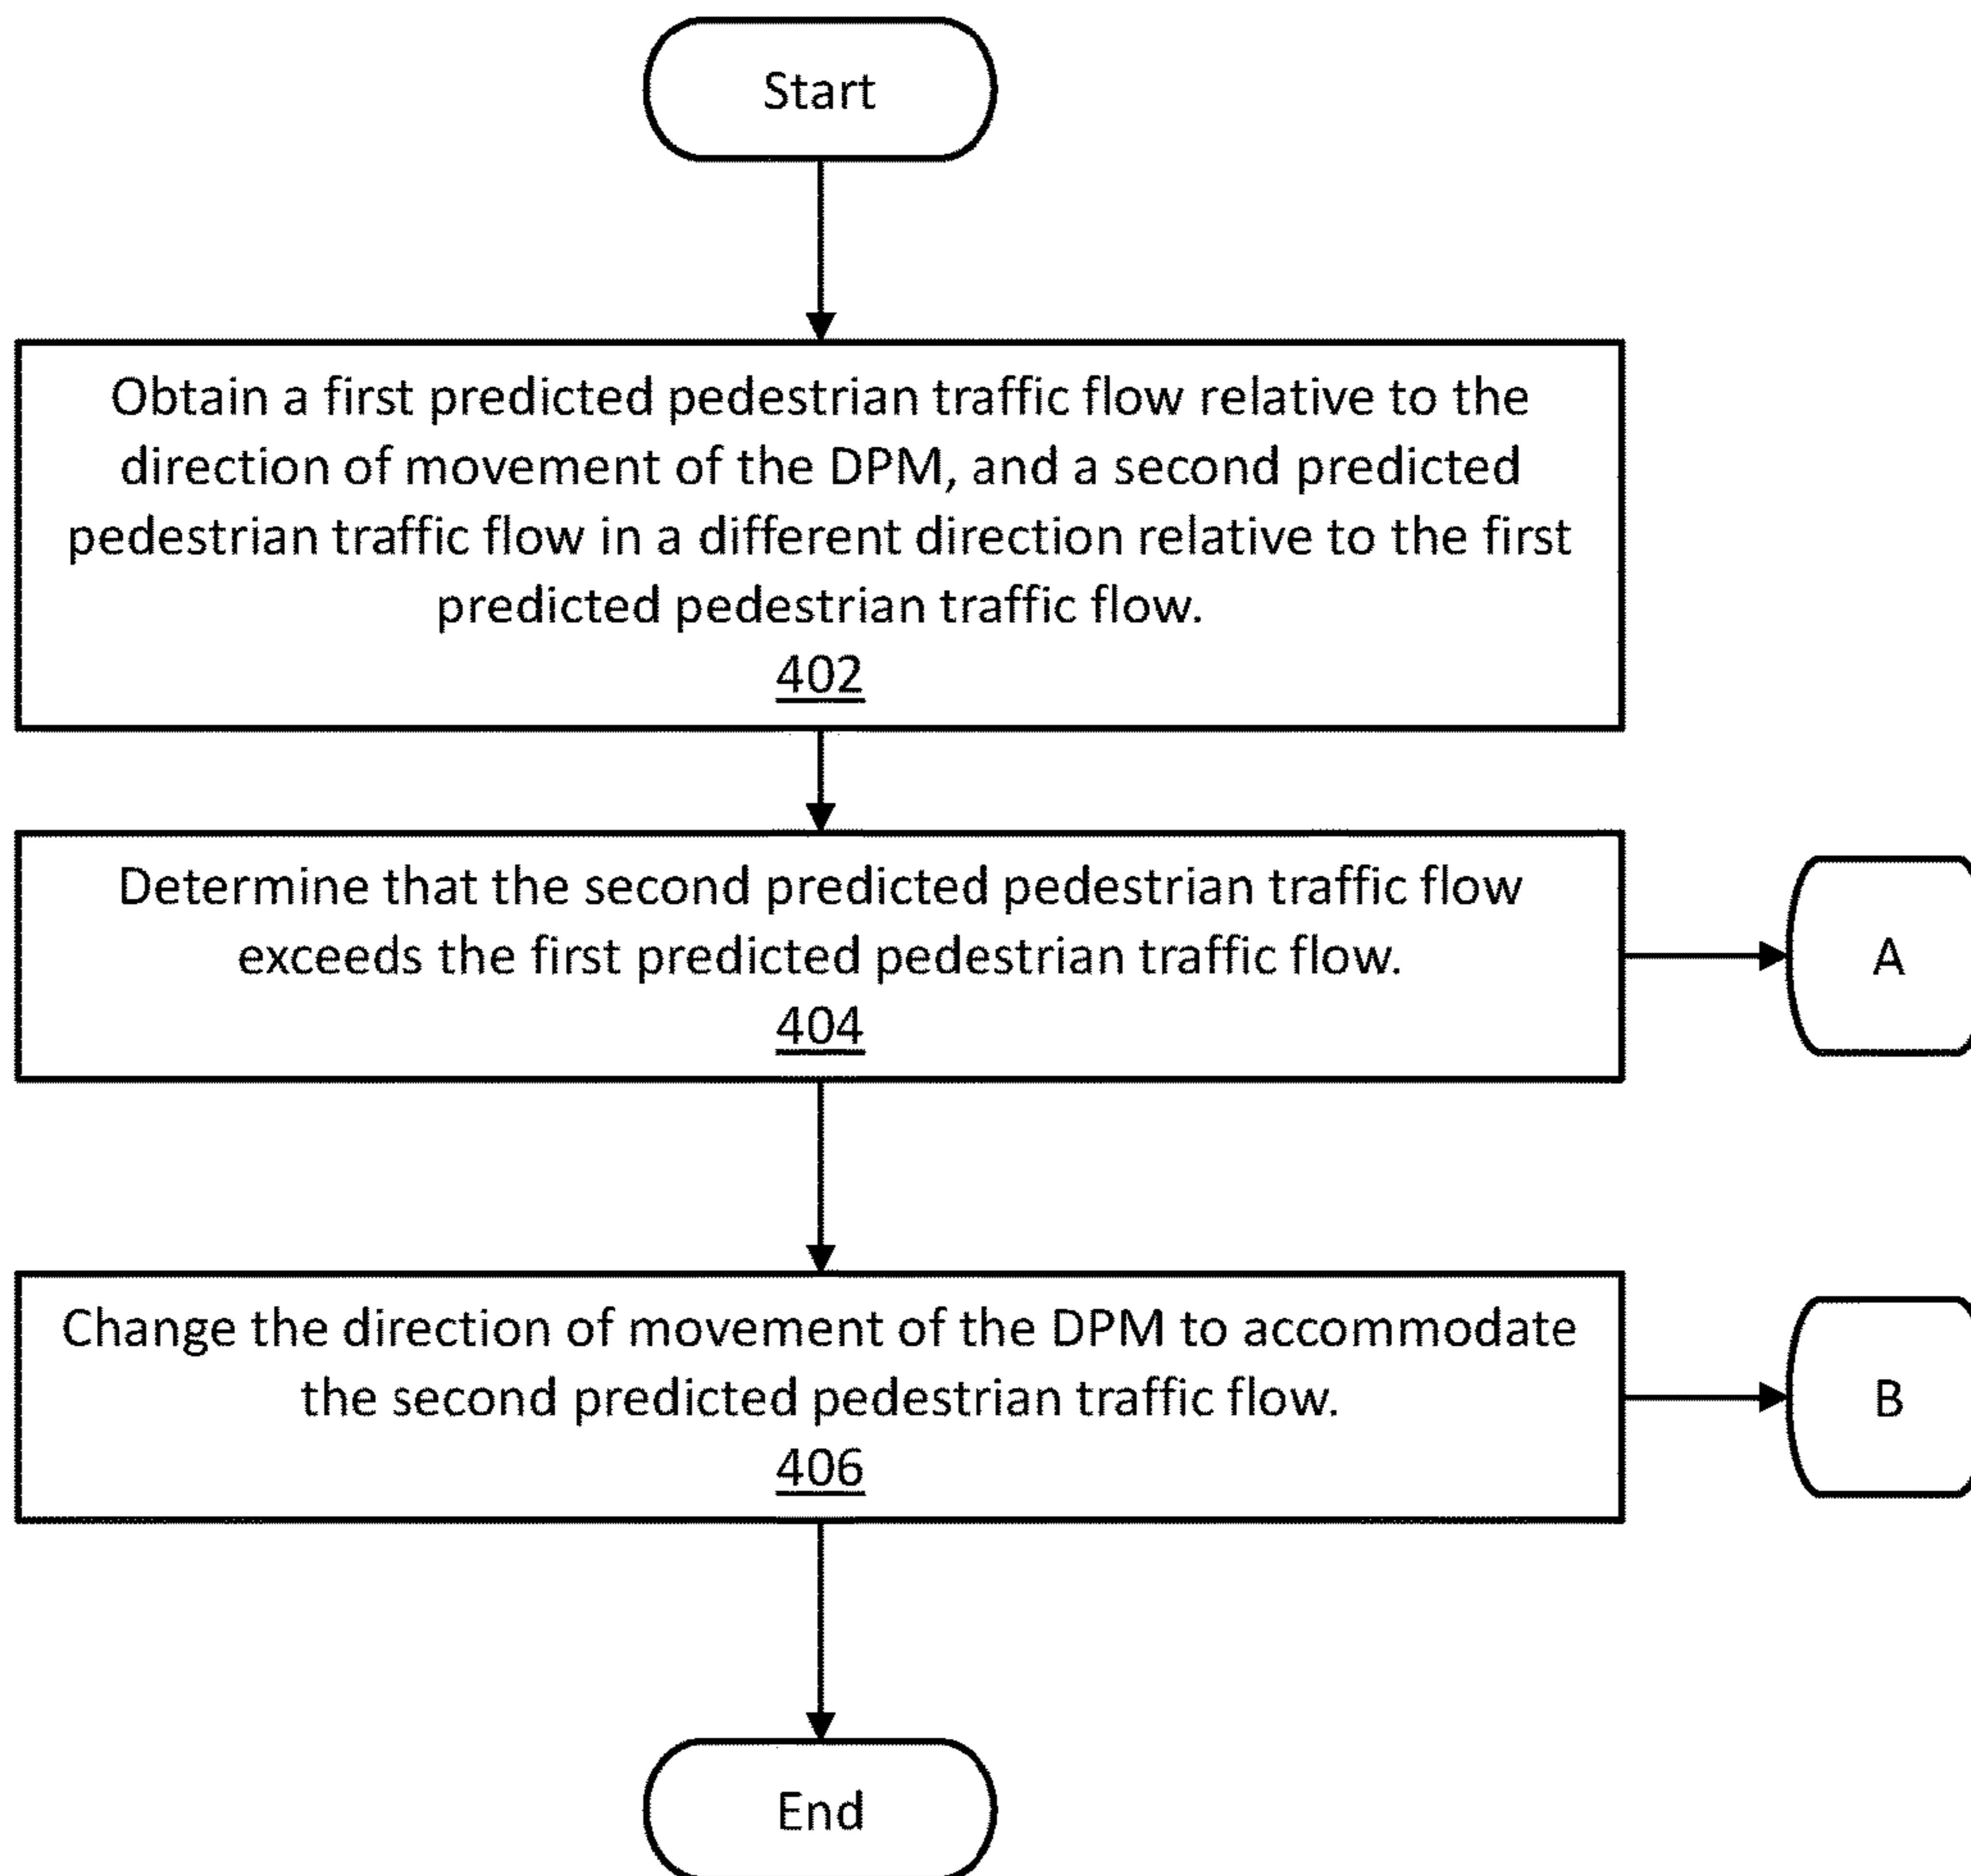 Start
Obtain a first predicted pedestrian traffic flow relative to the
direction of movement of the DPM, and a second predicted
pedestrian traffic flow in a different direction relative to the first
predicted pedestrian traffic flow.
402
Determine that the second predicted pedestrian traffic flow
exceeds the first predicted pedestrian traffic flow.
404
A
Change the direction of movement of the DPM to accommodate
the second predicted pedestrian traffic flow.
406
B
End